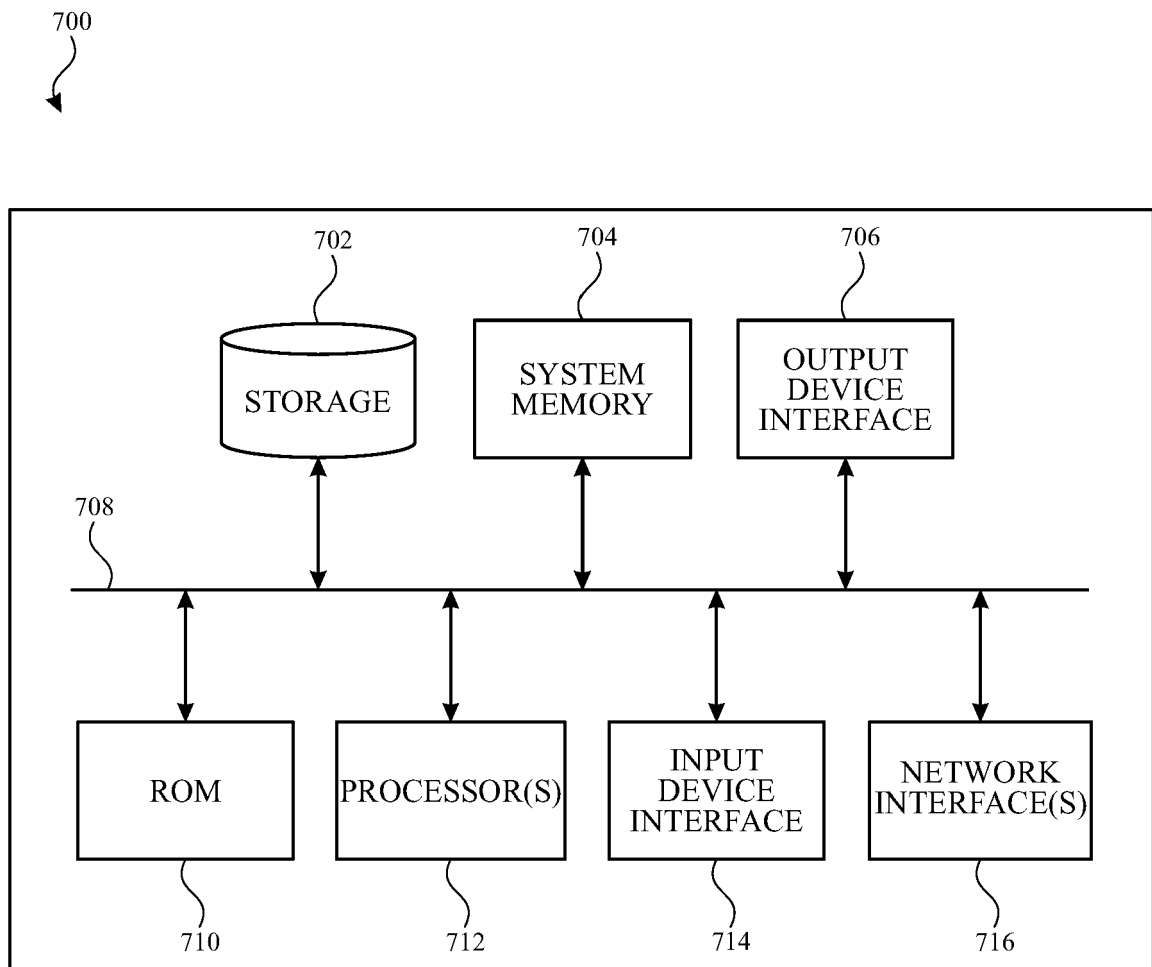 700
702
704
706
STORAGE
SYSTEM
MEMORY
OUTPUT
DEVICE
INTERFACE
708
ROM
PROCESSOR(S)
INPUT
DEVICE
INTERFACE
NETWORK
INTERFACE(S)
710
712
714
716